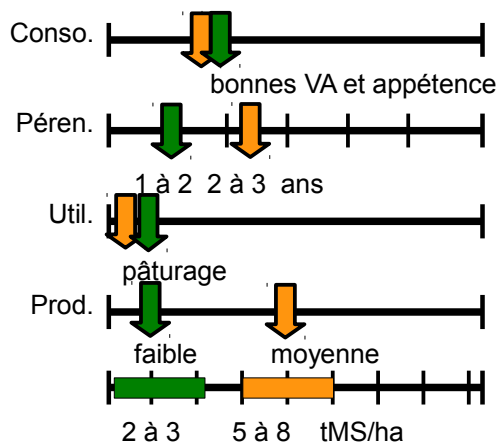 Conso.
bonnes VA et appétence
Péren.
1 à 2 2 à 3 ans
Util.
pâturage
Prod.
faible moyenne
2 à 3 5 à 8 tMS/ha